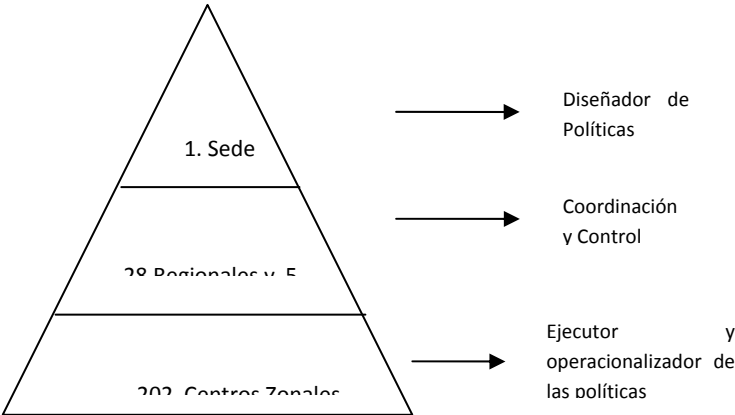 1. Sede
Diseñador de
Políticas
28 Regionales y 5
Coordinación
y Control
202 Centros Zonales
Ejecutor y
operacionalizador de
las políticas